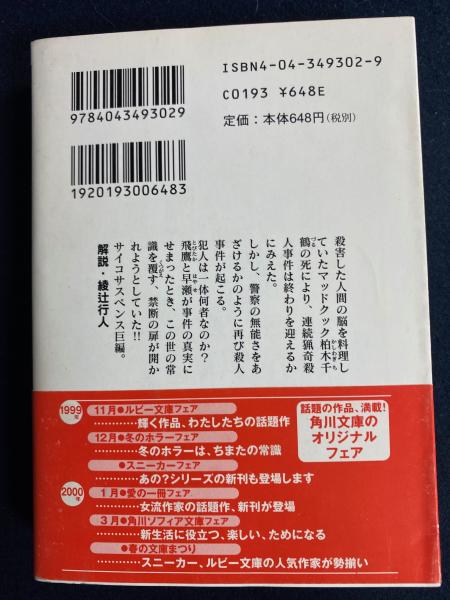 9784043493029
1920193006483
ISBN4-04-349302-9
C0193 ¥648E
定価：本体648円（税別）
殺害した人間の脳を料理し
ていたマッドクック柏木千
鶴の死により、連続猟奇殺
人事件は終わりを迎えるか
にみえた。
しかし、警察の無能さをあ
ざけるかのように再び殺人
事件が起こる。
犯人は一体何者なのか？
飛鷹と早瀬が事件の真実に
せまったとき、この世の常
識を覆す、禁断の扉が開か
れようとしていた!!
サイコサスペンス巨編。
解説・綾辻行人
話題の作品、満載！
角川文庫の
オリジナル
フェア
1999年
11月●ルビー文庫フェア
…………輝く作品、わたしたちの話題作
12月●冬のホラーフェア
…………冬のホラーは、ちまたの常識
●スニーカーフェア
…………あの？シリーズの新刊も登場します
2000年
1月●愛の一冊フェア
…………女流作家の話題作、新刊が登場
3月●角川ソフィア文庫フェア
…………新生活に役立つ、楽しい、ためになる
●春の文庫まつり
…………スニーカー、ルビー文庫の人気作家が勢揃い